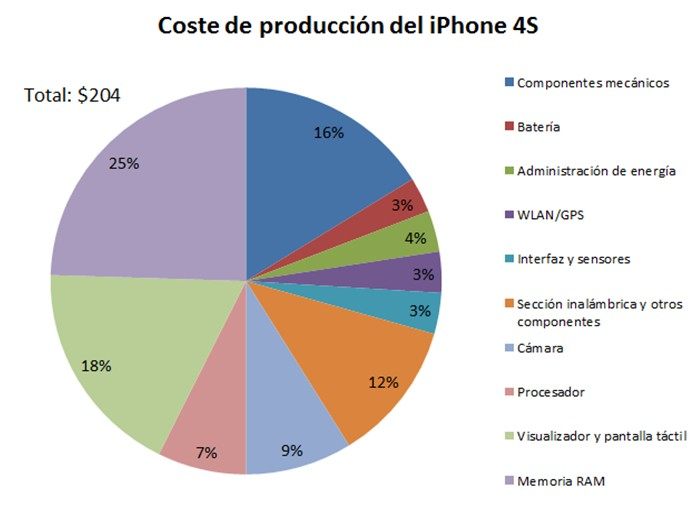 Coste de producción del iPhone 4S
Total: $204
16%
3%
4%
3%
3%
12%
9%
7%
18%
25%
Componentes mecánicos
Batería
Administración de energía
WLAN/GPS
Interfaz y sensores
Sección inalámbrica y otros
componentes
Cámara
Procesador
Visualizador y pantalla táctil
Memoria RAM